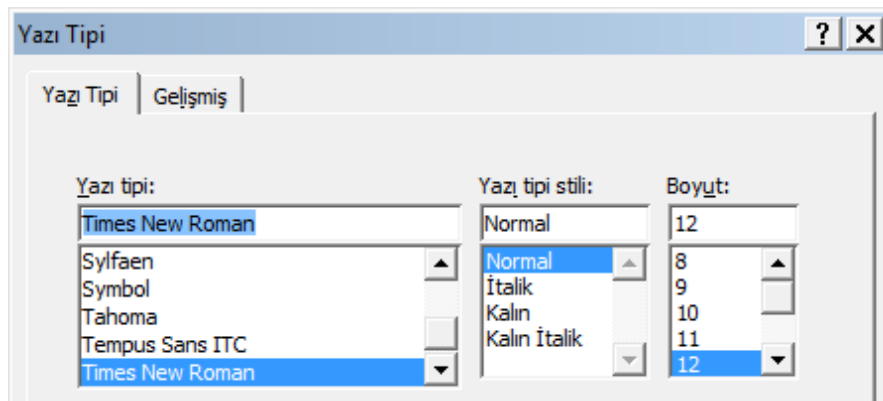 Yazı Tipi
Yazı Tipi
Gelişmiş
Yazı tipi:
Times New Roman
Sylfaen
Symbol
Tahoma
Tempus Sans ITC
Times New Roman
Yazı tipi stili:
Normal
Normal
İtalik
Kalın
Kalın İtalik
Boyut:
12
8
9
10
11
12